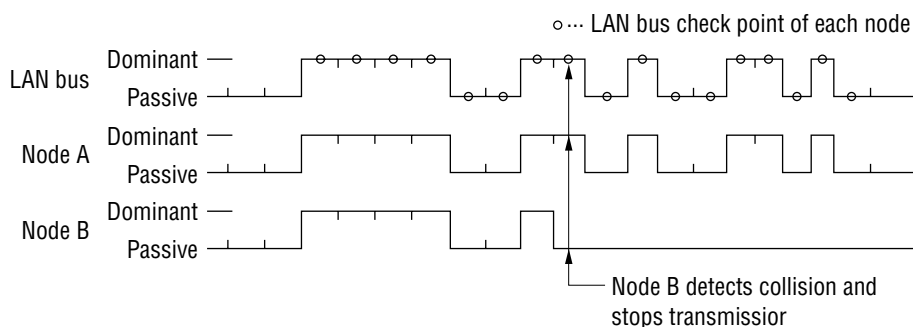 … LAN bus check point of each node
LAN bus
Dominant
Passive
Node A
Dominant
Passive
Node B
Dominant
Passive
Node B detects collision and
stops transmissior